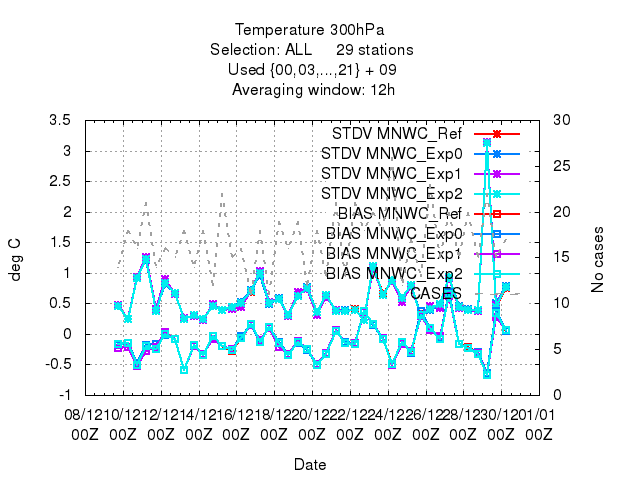 Temperature 300hPa
Selection: ALL 29 stations
Used {00,03,...,21} + 09
Averaging window: 12h
3.5 30
3 25
2.5
2 20
1.5 15
1
0.5 10
0
-0.5 5
-1 0
deg C
No cases
STDV MNWC_Ref
STDV MNWC_Exp0
STDV MNWC_Exp1
STDV MNWC_Exp2
BIAS MNWC_Ref
BIAS MNWC_Exp0
BIAS MNWC_Exp1
BIAS MNWC_Exp2
CASES
08/12 10/12 12/12 14/12 16/12 18/12 20/12 22/12 24/12 26/12 28/12 30/12 01/01
00Z 00Z 00Z 00Z 00Z 00Z 00Z 00Z 00Z 00Z 00Z 00Z 00Z
Date